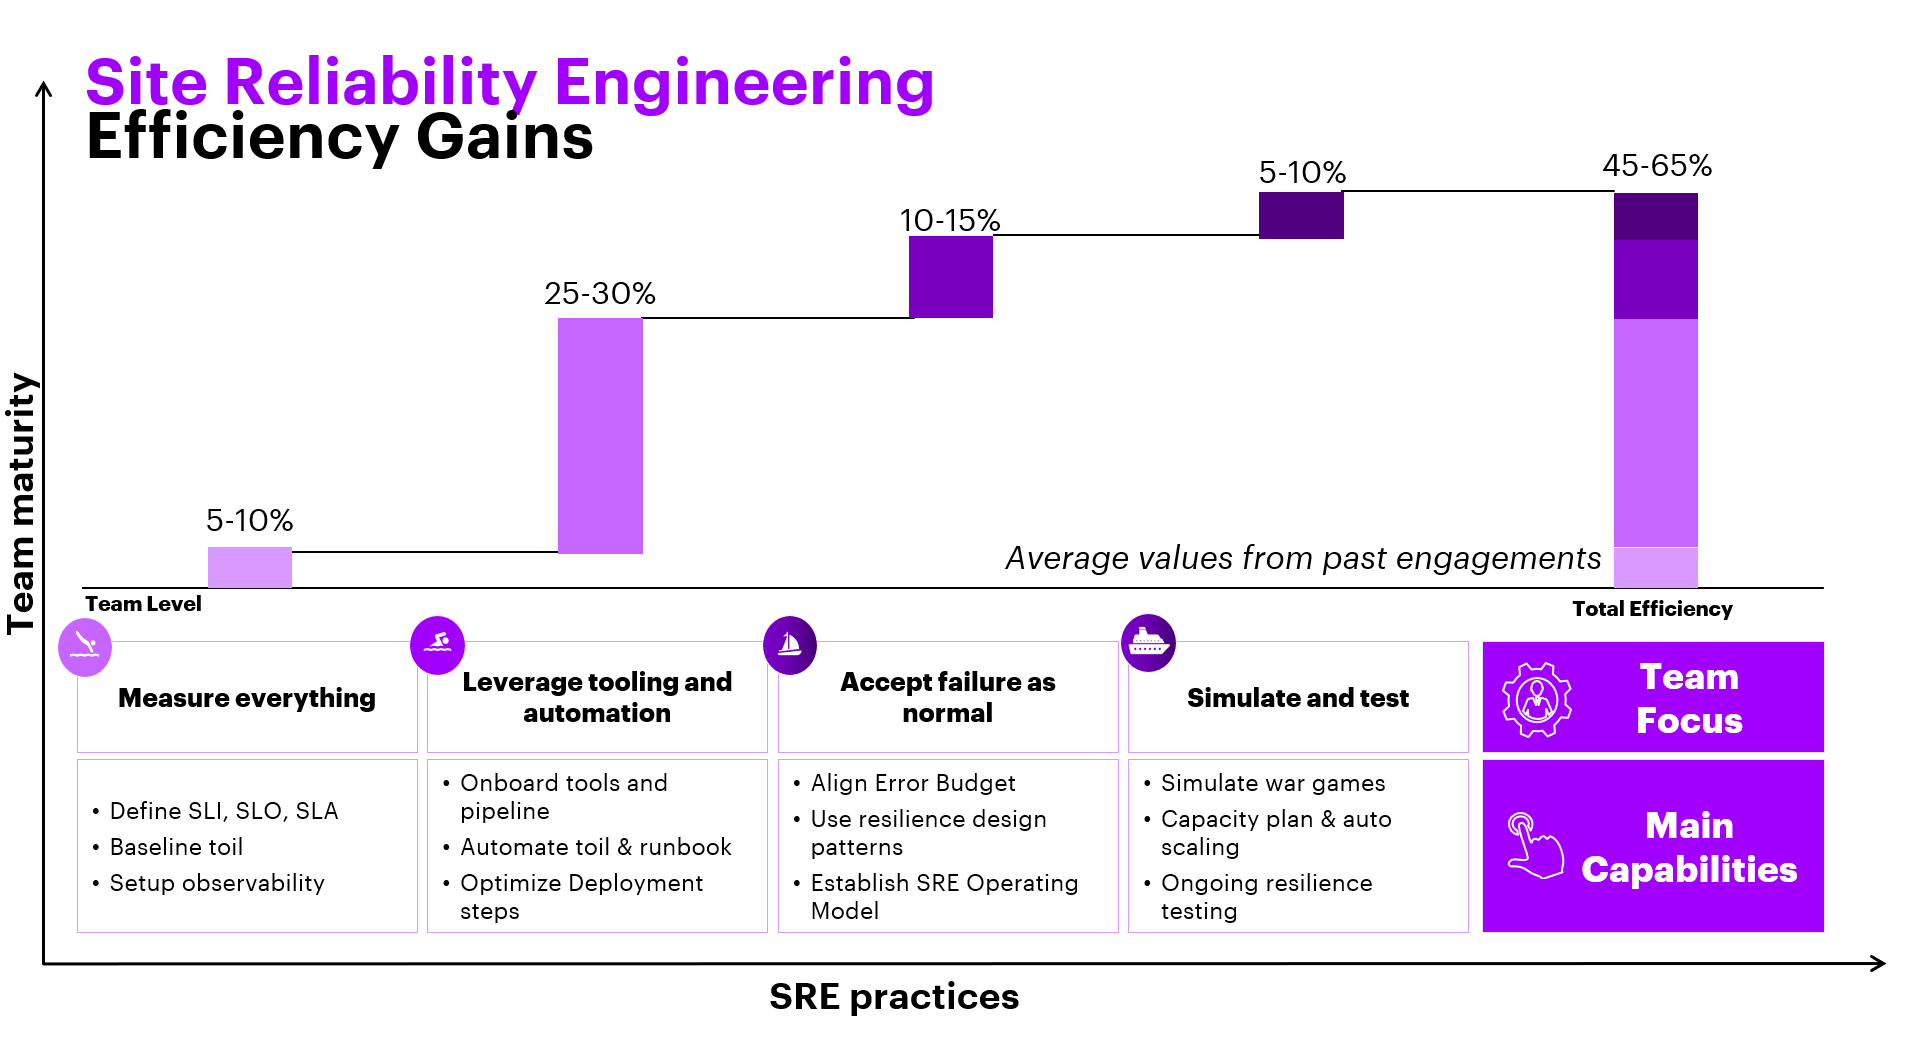 Site Reliability Engineering
Efficiency Gains
5-10%
25-30%
10-15%
5-10%
45-65%
Team maturity
Average values from past engagements
Team Level
Total Efficiency
Measure everything
Leverage tooling and
automation
Accept failure as
normal
Simulate and test
Team
Focus
• Define SLI, SLO, SLA
• Baseline toil
• Setup observability
• Onboard tools and
pipeline
• Automate toil & runbook
• Optimize Deployment
steps
• Align Error Budget
• Use resilience design
patterns
• Establish SRE Operating
Model
• Simulate war games
• Capacity plan & auto
scaling
• Ongoing resilience
testing
Main
Capabilities
SRE practices